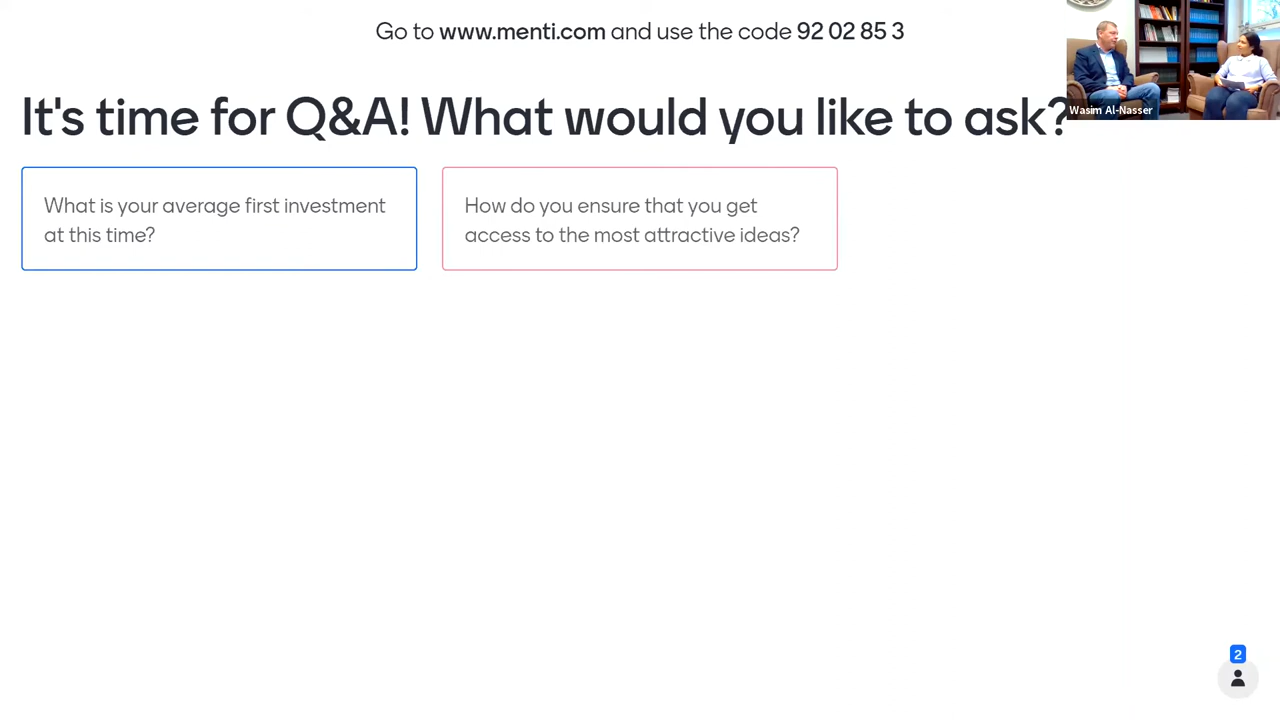 Go to www.menti.com and use the code 92 02 85 3
It's time for Q&A! What would you like to ask?
Wasim Al-Nasser
What is your average first investment
at this time?
How do you ensure that you get
access to the most attractive ideas?
2